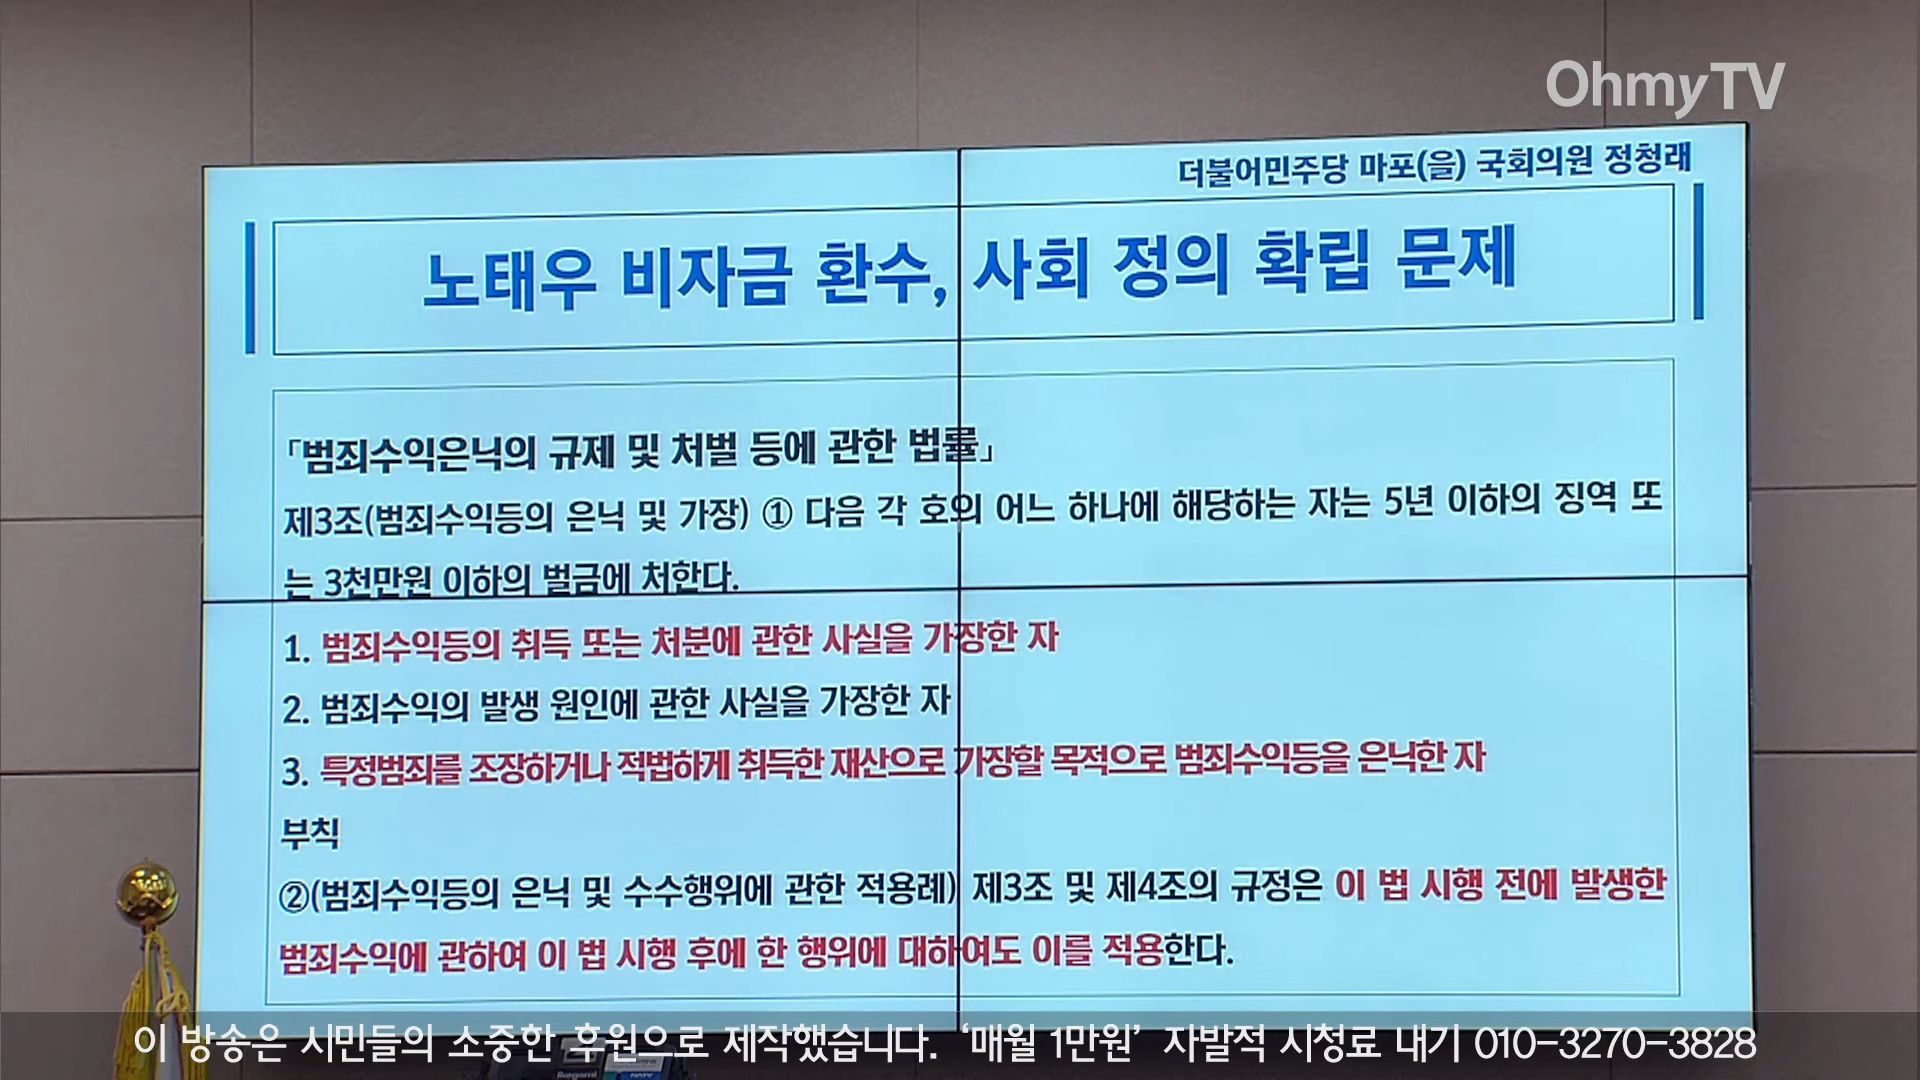 OhmyTV
더불어민주당 마포(을) 국회의원 정청래
노태우 비자금 환수, 사회 정의 확립 문제
「범죄수익은닉의 규제 및 처벌 등에 관한 법률」
제3조(범죄수익등의 은닉 및 가장) ① 다음 각 호의 어느 하나에 해당하는 자는 5년 이하의 징역 또
는 3천만원 이하의 벌금에 처한다.
1. 범죄수익등의 취득 또는 처분에 관한 사실을 가장한 자
2. 범죄수익의 발생 원인에 관한 사실을 가장한 자
3. 특정범죄를 조장하거나 적법하게 취득한 재산으로 가장할 목적으로 범죄수익등을 은닉한 자
부칙
②(범죄수익등의 은닉 및 수수행위에 관한 적용례) 제3조 및 제4조의 규정은 이 법 시행 전에 발생한
범죄수익에 관하여 이 법 시행 후에 한 행위에 대하여도 이를 적용한다.
이 방송은 시민들의 소중한 후원으로 제작했습니다. ‘매월 1만원’ 자발적 시청료 내기 010-3270-3828
Ikegami